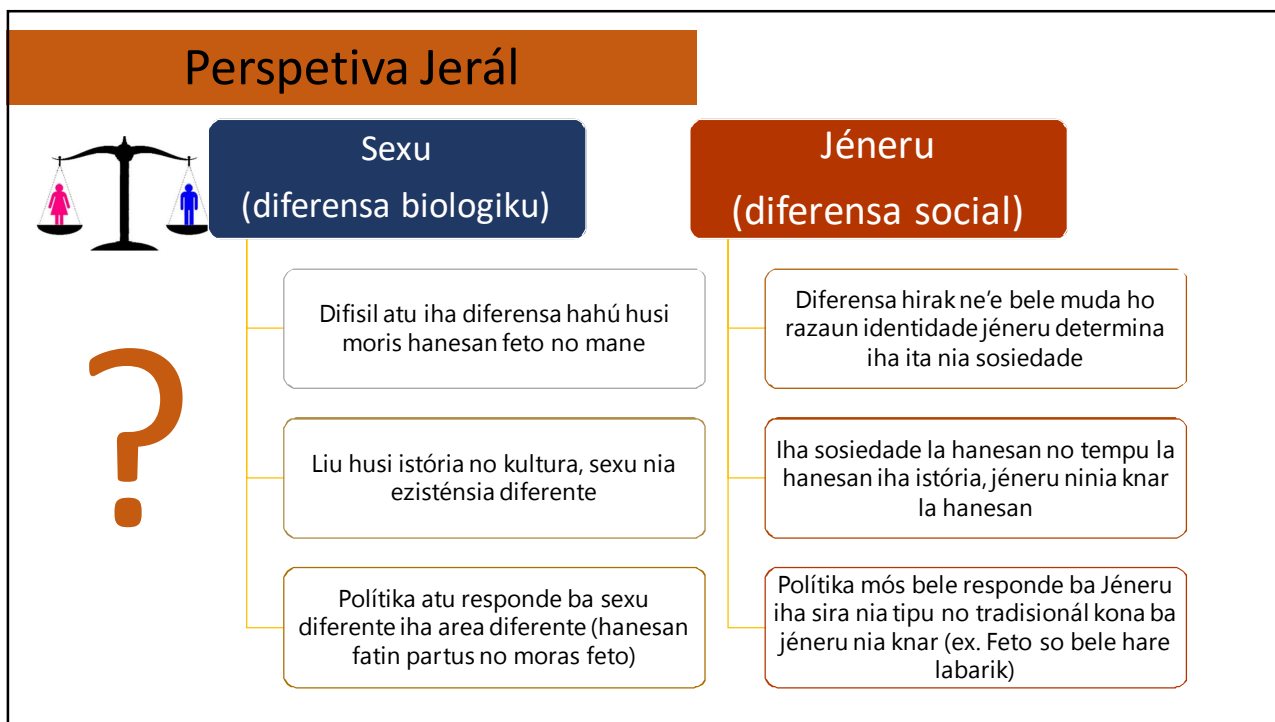 Perspetiva Jerál
Sexu
(diferensa biologiku)
Difisil atu iha diferensa hahú husi
moris hanesan feto no mane
Liu husi istória no kultura, sexu nia
ezisténsia diferente
Polítika atu responde ba sexu
diferente iha area diferente (hanesan
fatin partus no moras feto)
Jéneru
(diferensa social)
Diferensa hirak ne’e bele muda ho
razaun identidade jéneru determina
iha ita nia sosiedade
Iha sosiedade la hanesan no tempu la
hanesan iha istória, jéneru ninia knar
la hanesan
Polítika mós bele responde ba Jéneru
iha sira nia tipu no tradisionál kona ba
jéneru nia knar (ex. Feto so bele hare
labarik)
?